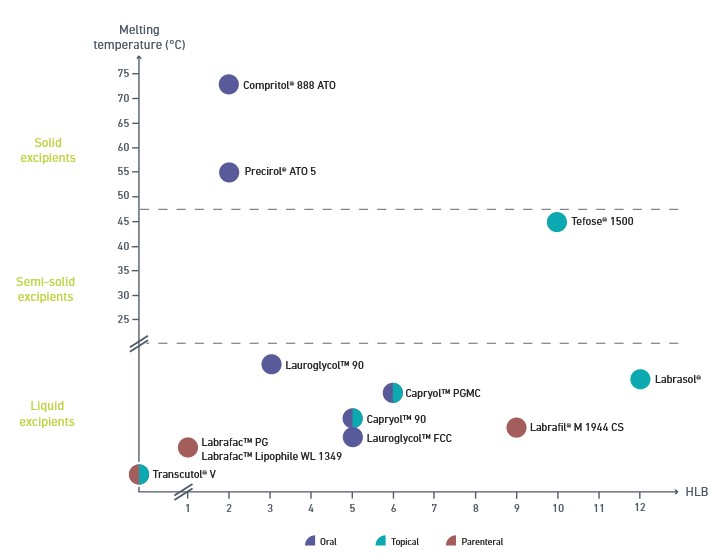 Melting
temperature (°C)
75
70
65
60
55
50
45
40
35
30
25
Solid
excipients
Semi-solid
excipients
Liquid
excipients
Compritol® 888 ATO
Precirol® ATO 5
Tefose® 1500
Lauroglycol™ 90
Labrasol®
Capryol™ PGMC
Capryol™ 90
Labrafil® M 1944 CS
Lauroglycol™ FCC
Labrafac™ PG
Labrafac™ Lipophile WL 1349
Transcutol® V
HLB
1 2 3 4 5 6 7 8 9 10 11 12
Oral Topical Parenteral